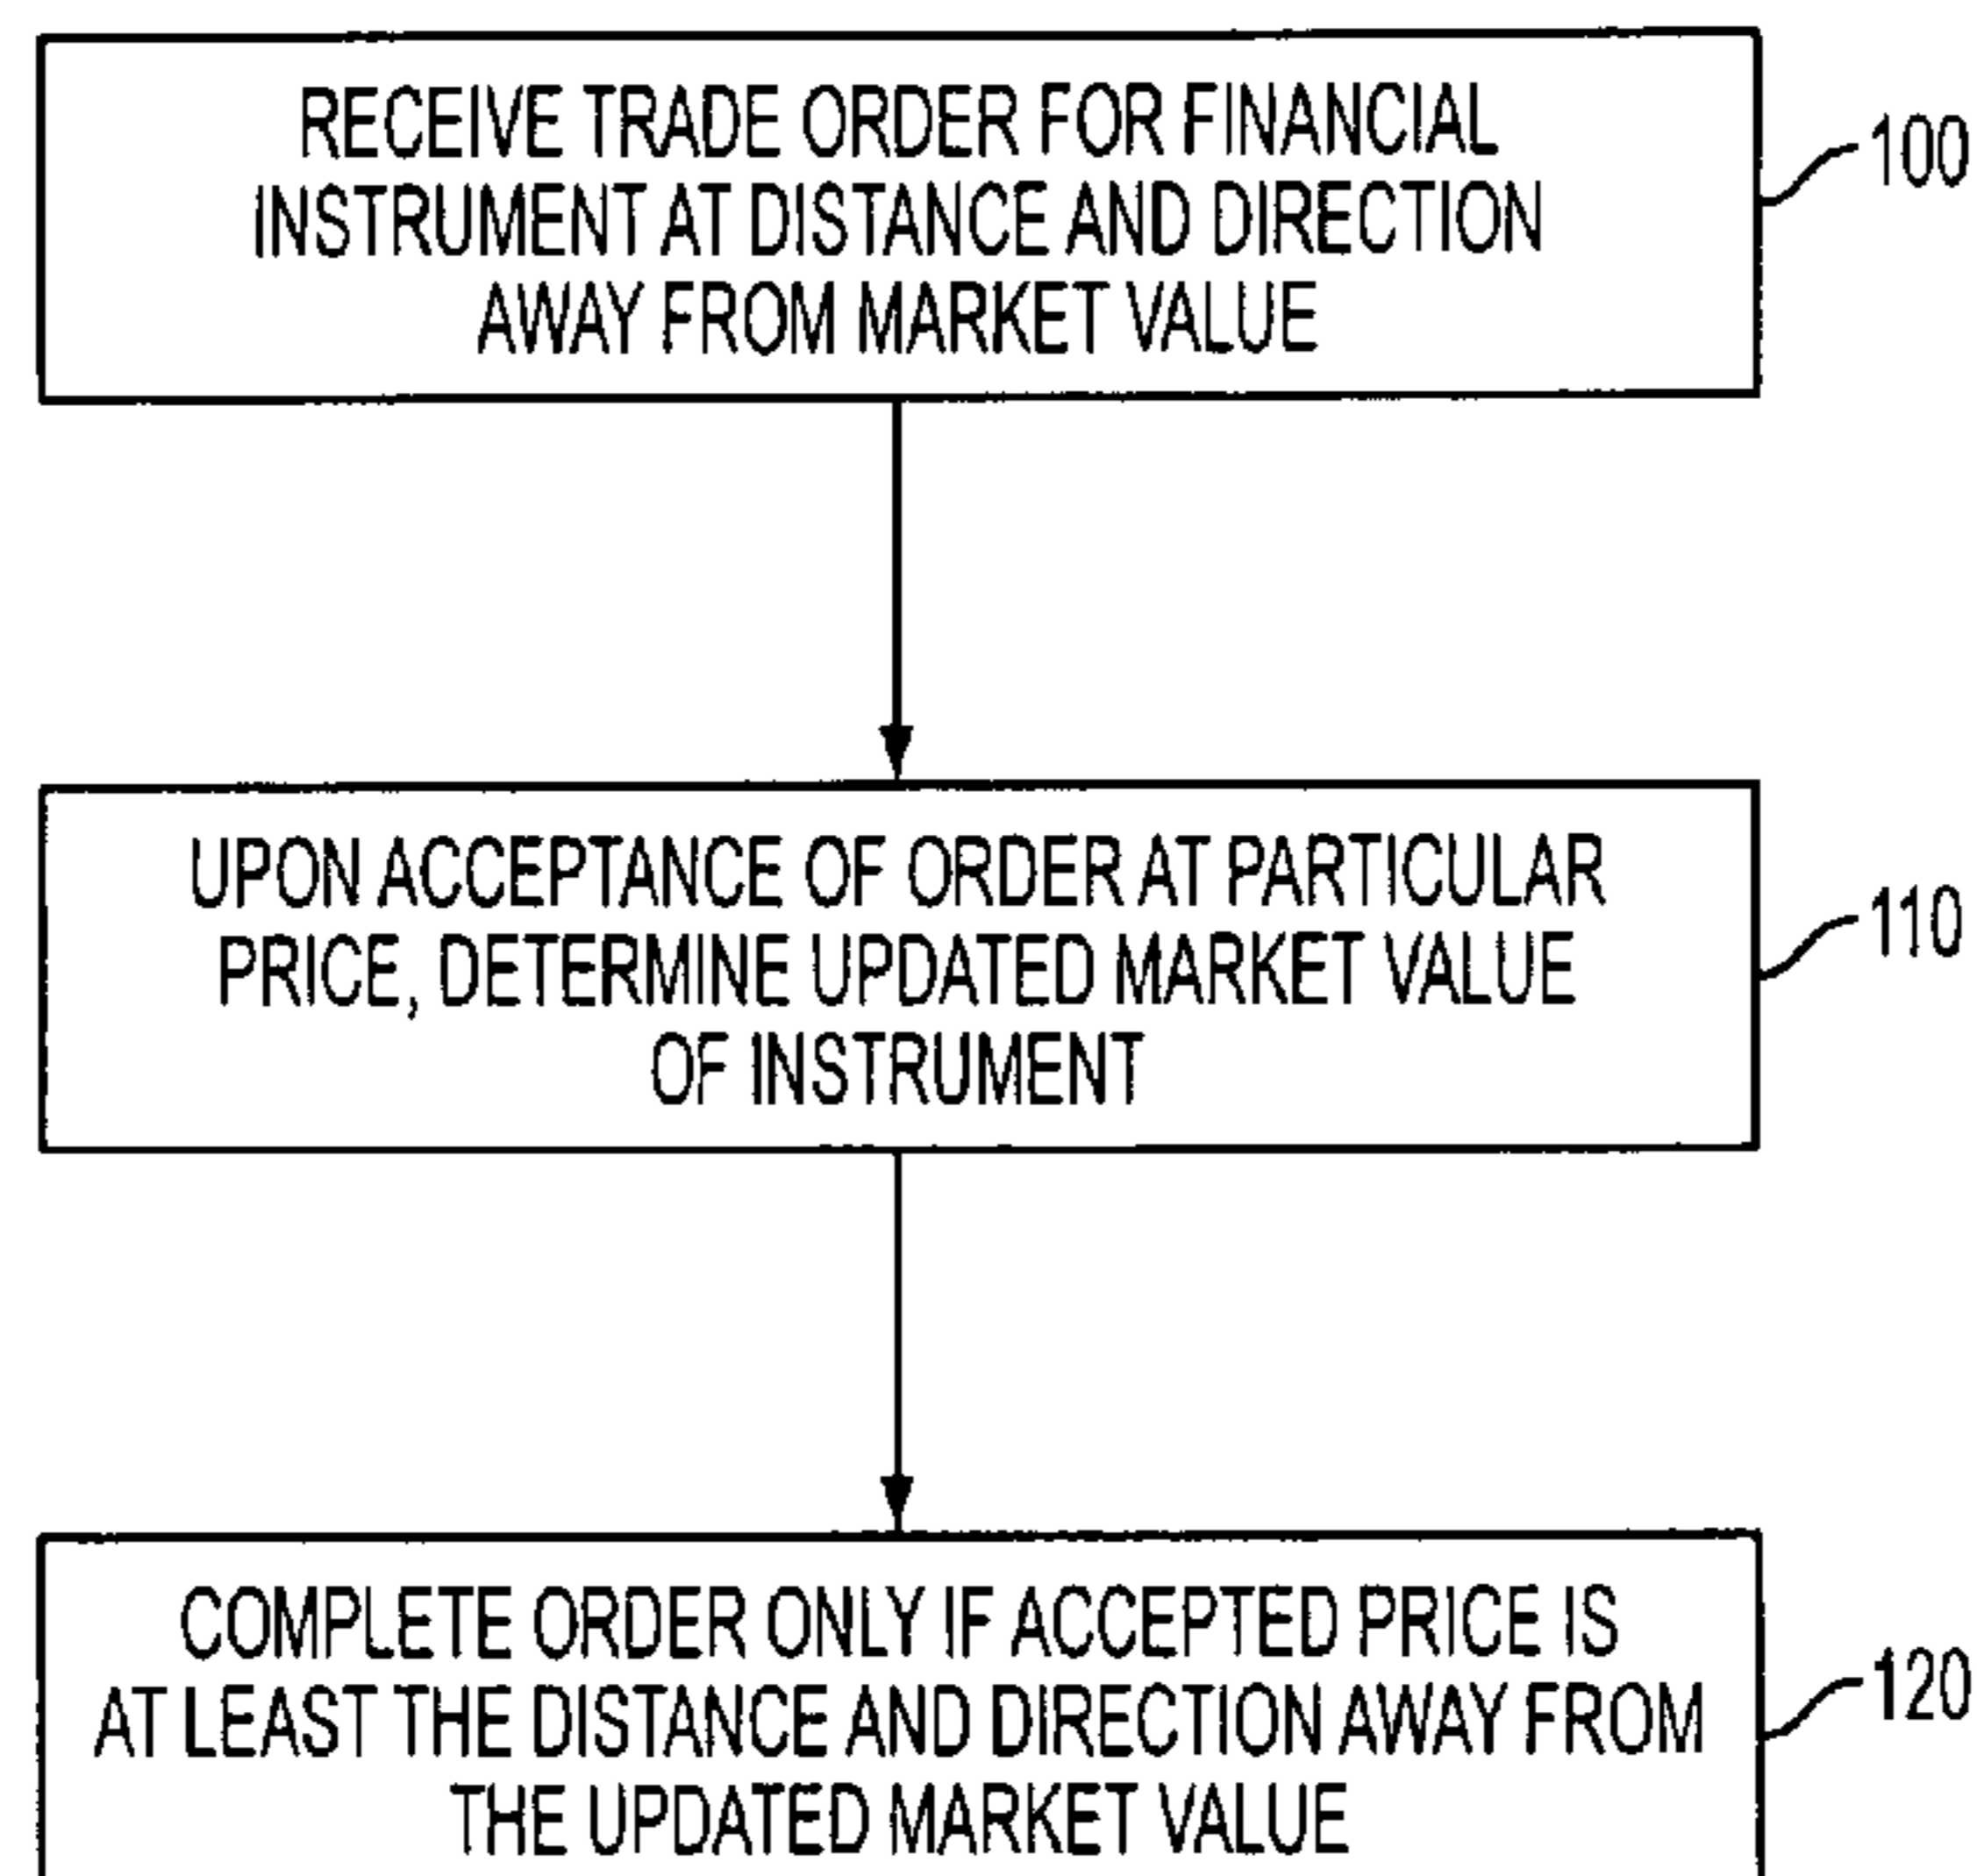 RECEIVE TRADE ORDER FOR FINANCIAL
INSTRUMENT AT DISTANCE AND DIRECTION
AWAY FROM MARKET VALUE
100
UPON ACCEPTANCE OF ORDER AT PARTICULAR
PRICE, DETERMINE UPDATED MARKET VALUE
OF INSTRUMENT
110
COMPLETE ORDER ONLY IF ACCEPTED PRICE IS
AT LEAST THE DISTANCE AND DIRECTION AWAY FROM
THE UPDATED MARKET VALUE
120